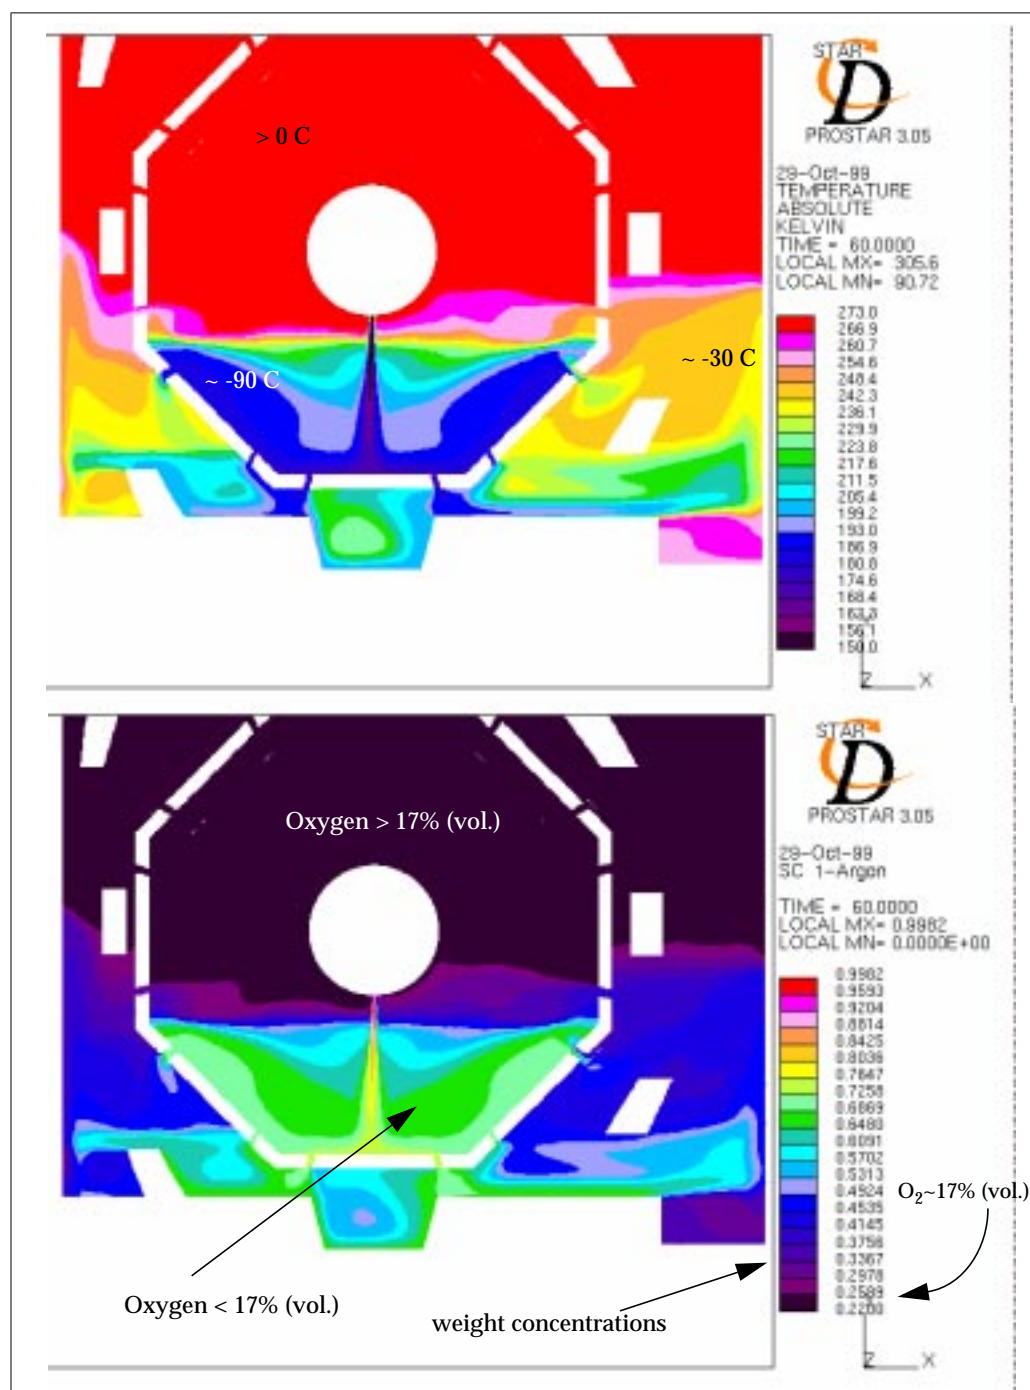 STAR
D
PROSTAR 3.05
29-Oct-99
TEMPERATURE
ABSOLUTE
KELVIN
TIME = 60.0000
LOCAL MX= 305.6
LOCAL MN= 90.72
> 0 C
~ -90 C
~ -30 C
273.0
266.9
260.7
254.6
248.4
242.3
236.1
229.9
223.8
217.6
211.5
205.4
199.2
193.0
186.9
180.8
174.6
168.4
162.3
156.1
150.0
Z X
STAR
D
PROSTAR 3.05
29-Oct-99
SC 1-Argon
TIME = 60.0000
LOCAL MX= 0.9982
LOCAL MN= 0.0000E+00
Oxygen > 17% (vol.)
0.9982
0.9593
0.9204
0.8814
0.8425
0.8036
0.7647
0.7258
0.6869
0.6480
0.6091
0.5702
0.5313
0.4924
0.4535
0.4145
0.3756
0.3367
0.2978
0.2589
0.2200
O2~17% (vol.)
Oxygen < 17% (vol.)
weight concentrations
Z X